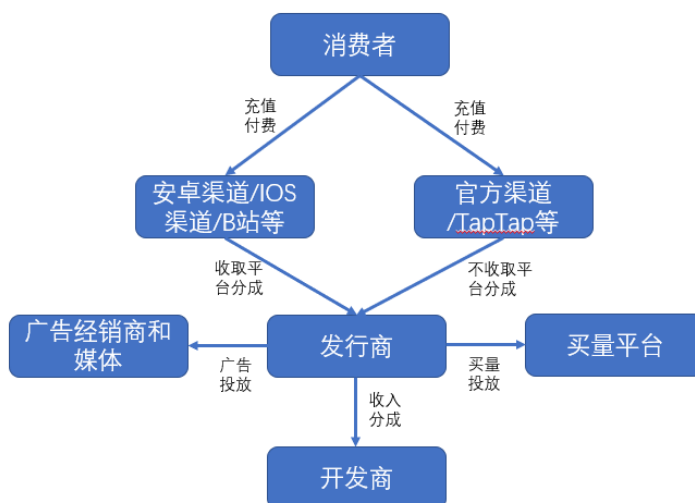 消费者
充值
付费
充值
付费
安卓渠道/IOS
渠道/B站等
官方渠道
/TapTap等
收取平
台分成
不收取平
台分成
广告经销商和
媒体
广告
投放
发行商
买量
投放
买量平台
收入
分成
开发商